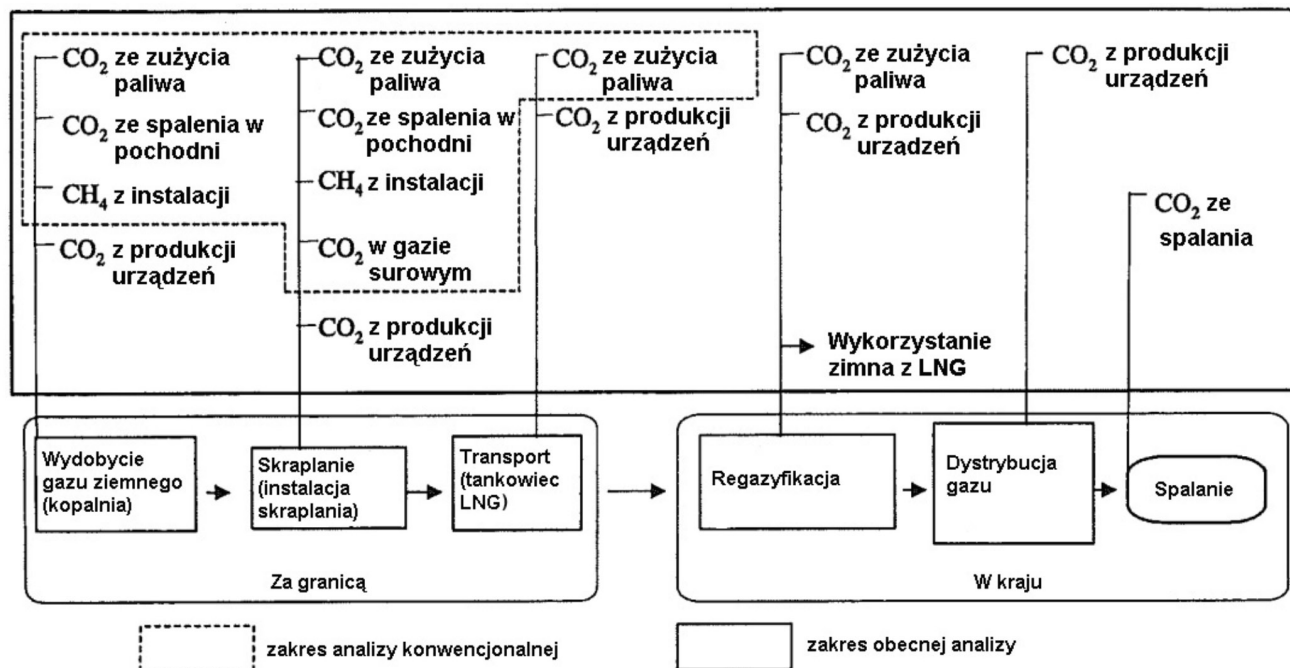 CO₂ ze zużycia
paliwa
CO₂ ze spalenia w
pochodni
CH₄ z instalacji
CO₂ z produkcji
urządzeń
CO₂ ze zużycia
paliwa
CO₂ ze spalenia w
pochodni
CH₄ z instalacji
CO₂ w gazie
surowym
CO₂ z produkcji
urządzeń
CO₂ ze zużycia
paliwa
CO₂ z produkcji
urządzeń
CO₂ ze zużycia
paliwa
CO₂ z produkcji
urządzeń
Wykorzystanie
zimna z LNG
CO₂ z produkcji
urządzeń
CO₂ ze
spalania
Wydobycie
gazu ziemnego
(kopalnia)
Skraplanie
(instalacja
skraplania)
Transport
(tankowiec
LNG)
Regazyfikacja
Dystrybucja
gazu
Spalanie
Za granicą
W kraju
zakres analizy konwencjonalnej
zakres obecnej analizy